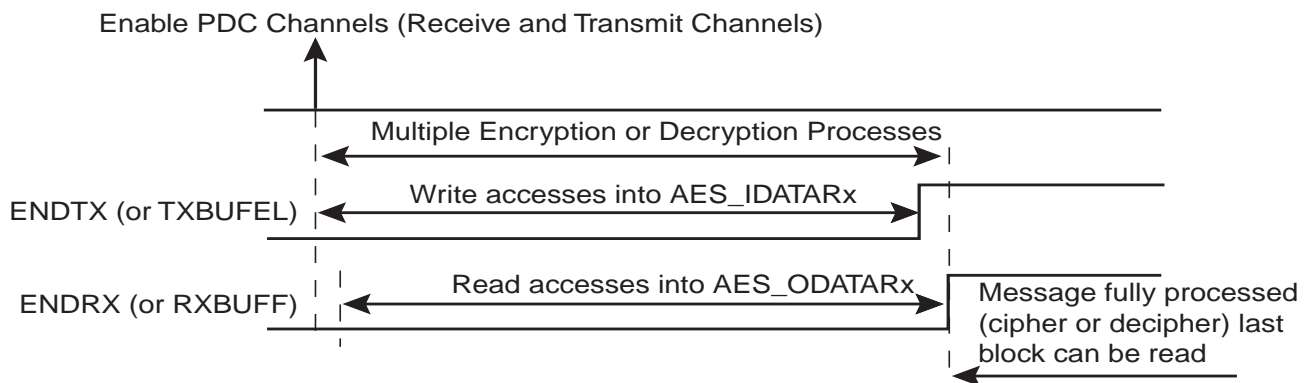 Enable PDC Channels (Receive and Transmit Channels)
Multiple Encryption or Decryption Processes
Write accesses into AES_IDATARx
ENDTX (or TXBUFEL)
Read accesses into AES_ODATARx
ENDRX (or RXBUFF)
Message fully processed
(cipher or decipher) last
block can be read